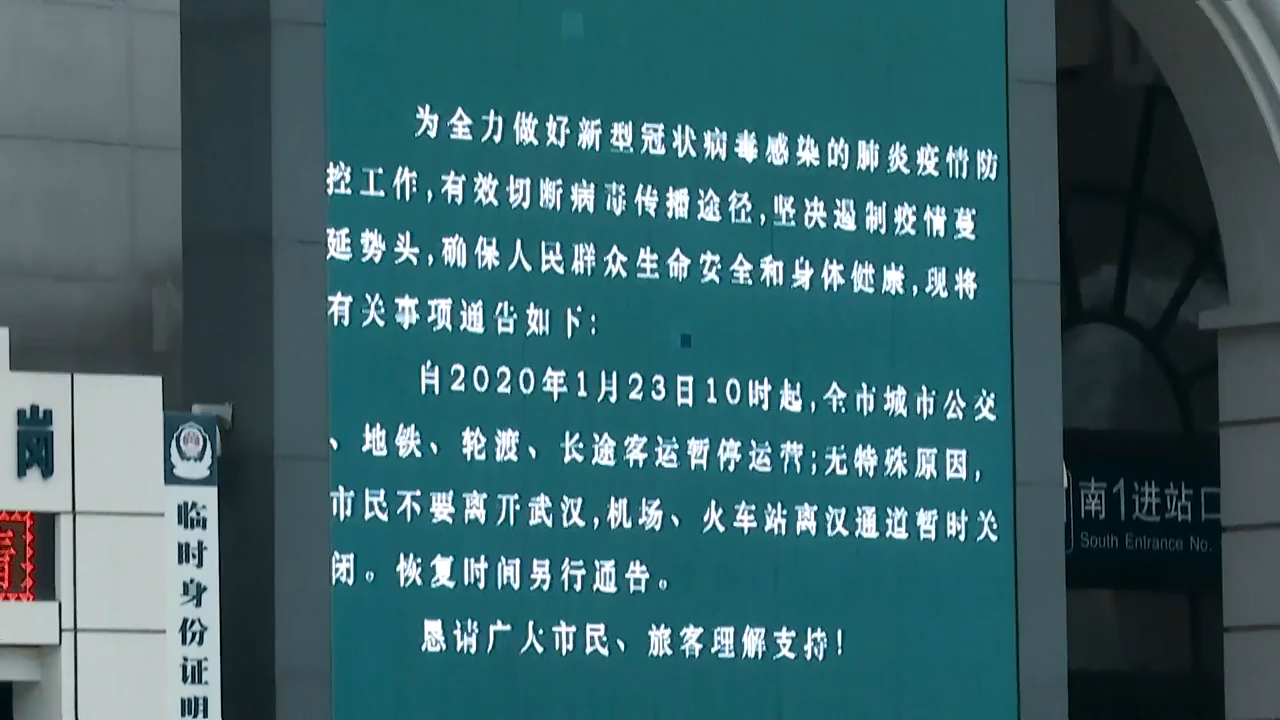 为全力做好新型冠状病毒感染的肺炎疫情防
控工作,有效切断病毒传播途径,坚决遏制疫情蔓
延势头,确保人民群众生命安全和身体健康,现将
有关事项通告如下:
自2020年1月23日10时起,全市城市公交
、地铁、轮渡、长途客运暂停运营;无特殊原因,
市民不要离开武汉,机场、火车站离汉通道暂时关
闭。恢复时间另行通告。
恳请广大市民、旅客理解支持!
岗
临时身份证明
南1进站口
South Entrance No.